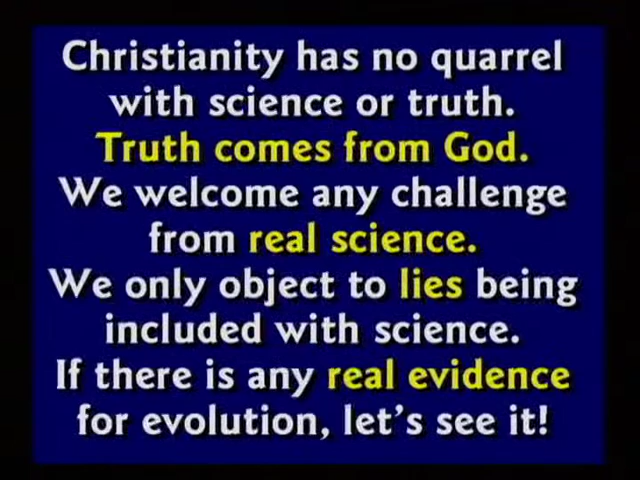 Christianity has no quarrel
with science or truth.
Truth comes from God.
We welcome any challenge
from real science.
We only object to lies being
included with science.
If there is any real evidence
for evolution, let's see it!